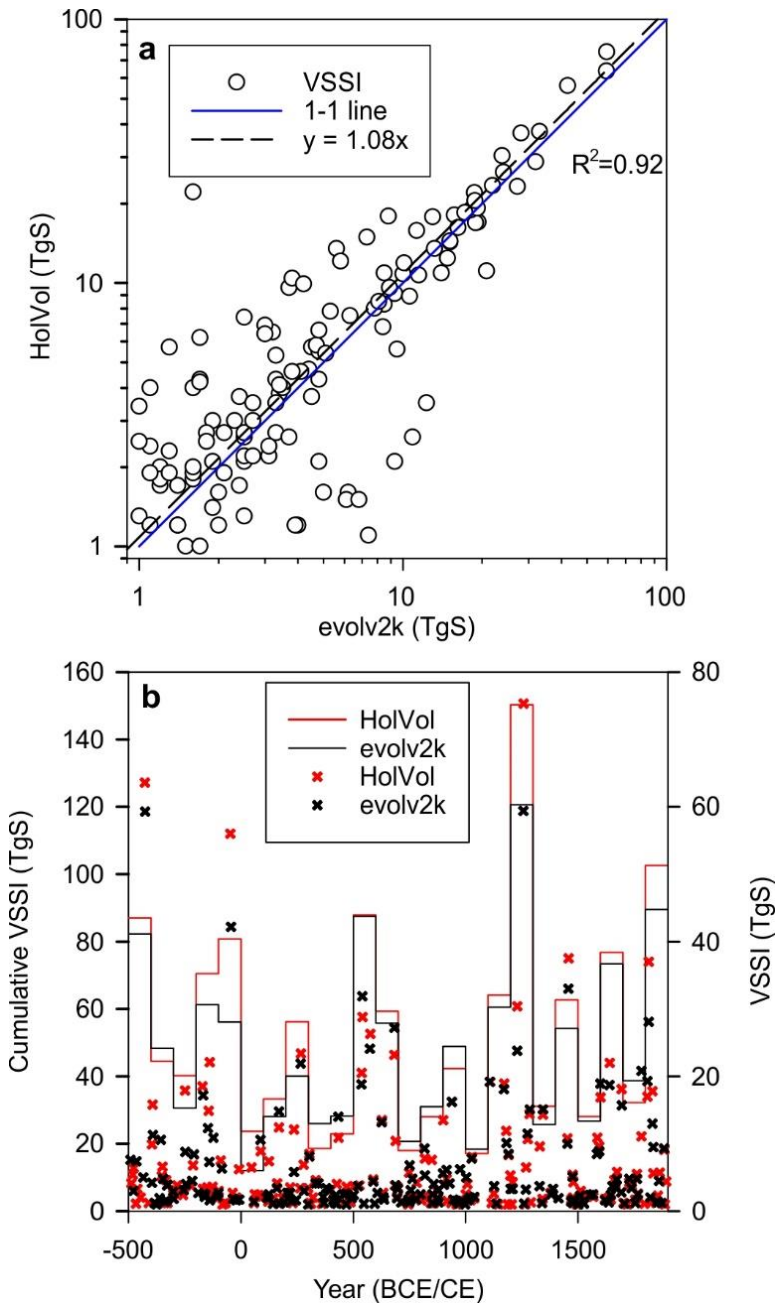 100
a
VSSI
1-1 line
y = 1.08x
R²=0.92
HolVol (TgS)
10
1
1 10 100
evolv2k (TgS)
160 80
b
HolVol
evolv2k
HolVol
evolv2k
140
120 60
100
Cumulative VSSI (TgS)
VSSI (TgS)
80 40
60
40 20
20
0 0
-500 0 500 1000 1500
Year (BCE/CE)